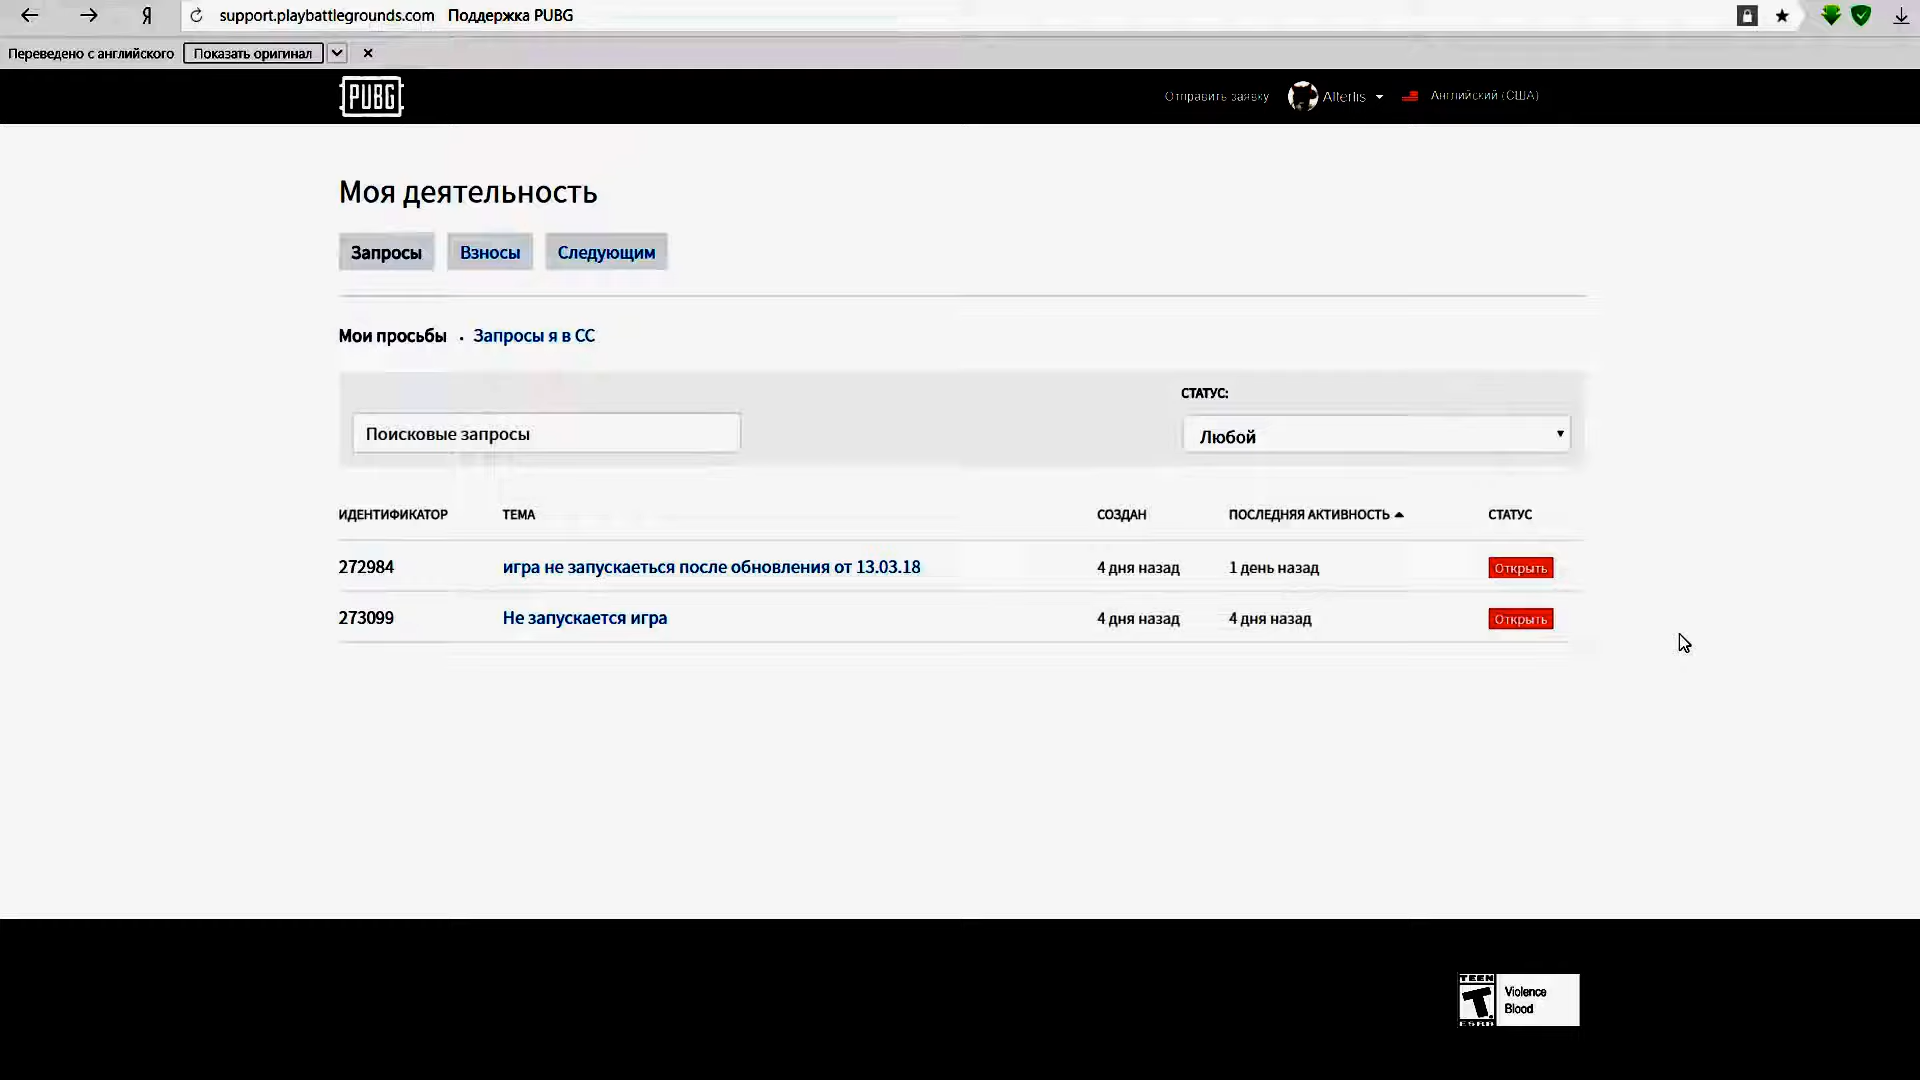 Я support.playbattlegrounds.com Поддержка PUBG
Переведено с английского Показать оригинал
PUBG Отправить заявку Alterlis Английский (США)
Моя деятельность
Запросы Взносы Следующим
Мои просьбы • Запросы я в CC
СТАТУС:
Поисковые запросы Любой
ИДЕНТИФИКАТОР ТЕМА СОЗДАН ПОСЛЕДНЯЯ АКТИВНОСТЬ СТАТУС
272984 игра не запускаеться после обновления от 13.03.18 4 дня назад 1 день назад Открыть
273099 Не запускается игра 4 дня назад 4 дня назад Открыть
TEEN
T Violence
Blood
ESRB